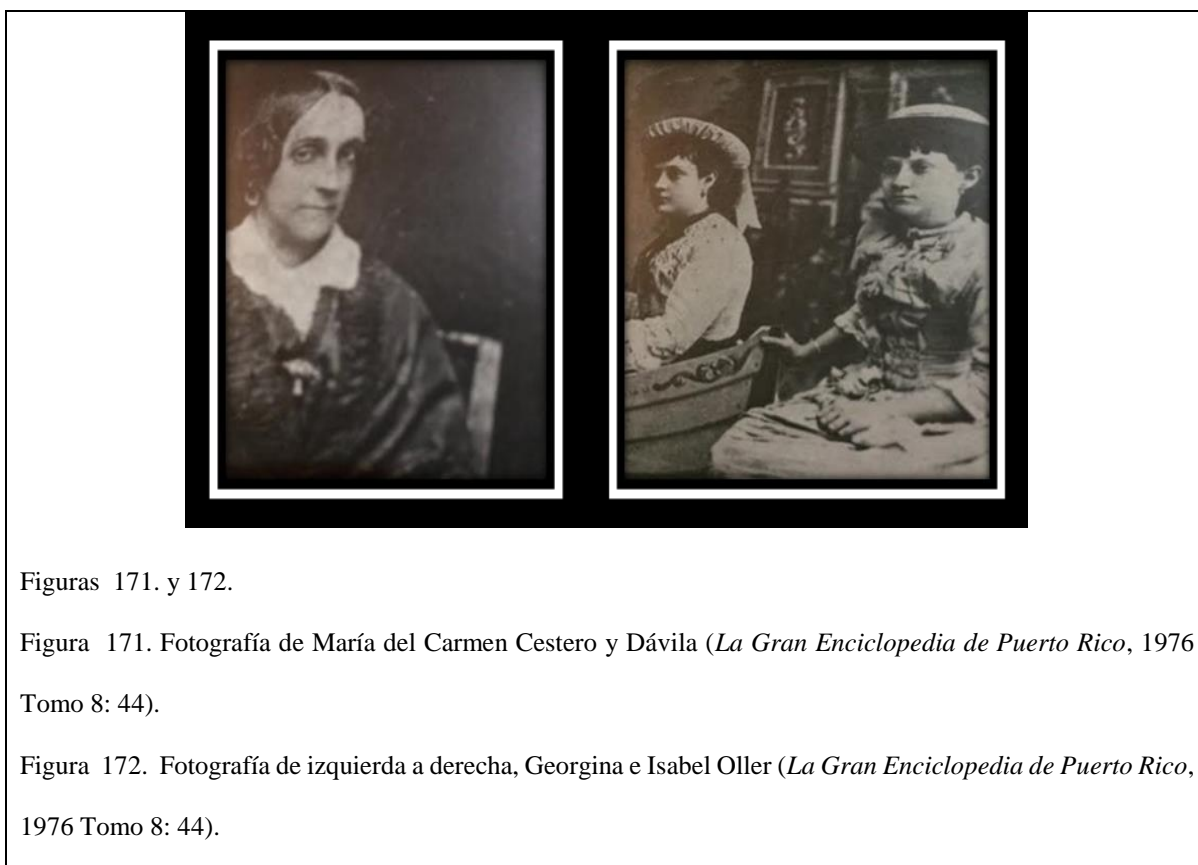 Figuras 171. y 172.
Figura 171. Fotografía de María del Carmen Cestero y Dávila (La Gran Enciclopedia de Puerto Rico, 1976
Tomo 8: 44).
Figura 172. Fotografía de izquierda a derecha, Georgina e Isabel Oller (La Gran Enciclopedia de Puerto Rico,
1976 Tomo 8: 44).